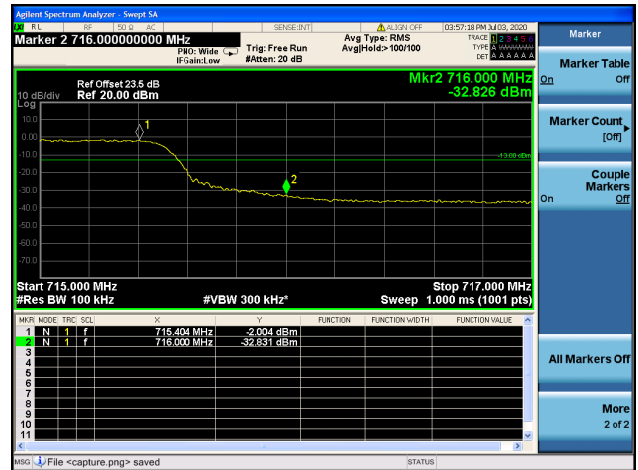 Agilent Spectrum Analyzer - Swept SA
RL RF 50 Ω AC SENSE:INT ALIGN OFF 03:57:18 PM Jul 03, 2020
Marker 2 716.000000000 MHz
PNO: Wide
IFGain:Low
Trig: Free Run
#Atten: 20 dB
Avg Type: RMS
Avg|Hold:> 100/100
TRACE 1 2 3 4 5 6
TYPE A
DET A A A A A A
Ref Offset 23.5 dB
10 dB/div Ref 20.00 dBm
Log
Mkr2 716.000 MHz
-32.826 dBm
10.0
0.00
-10.0
-20.0
-30.0
-40.0
-50.0
-60.0
-70.0
1
2
-13.00 dBm
Start 715.000 MHz Stop 717.000 MHz
#Res BW 100 kHz #VBW 300 kHz* Sweep 1.000 ms (1001 pts)
MKR NODE TRC SCL X Y FUNCTION FUNCTION WIDTH FUNCTION VALUE
1 N 1 f 715.404 MHz -2.004 dBm
2 N 1 f 716.000 MHz -32.831 dBm
3
4
5
6
7
8
9
10
11
MSG File <capture.png> saved STATUS
Marker
Marker Table
On Off
Marker Count
[Off]
Couple
Markers
On Off
All Markers Off
More
2 of 2